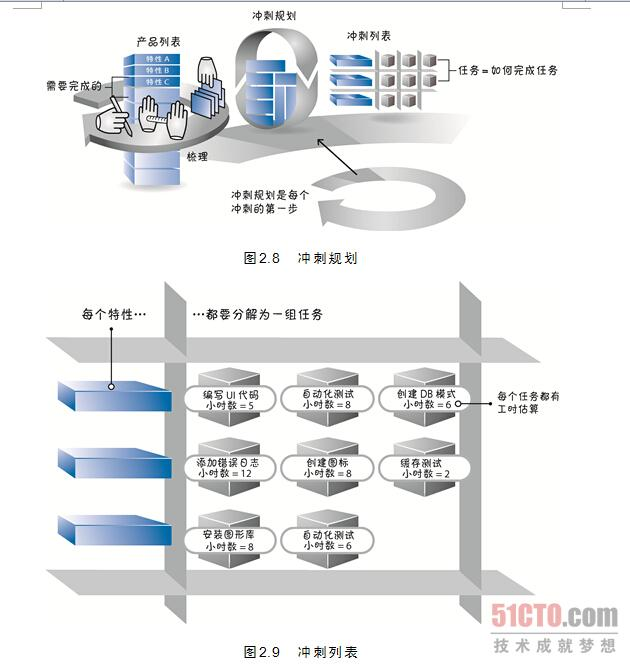 冲刺规划
产品列表
冲刺列表
特性A
特性B
特性C
需要完成的
任务=如何完成任务
梳理
冲刺规划是每个
冲刺的第一步
图2.8 冲刺规划
每个特性…
…都要分解为一组任务
编写UI代码
小时数=5
自动化测试
小时数=8
创建DB模式
小时数=6
每个任务都有
工时估算
添加错误日志
小时数=12
创建图标
小时数=8
缓存测试
小时数=2
安装图形库
小时数=8
自动化测试
小时数=6
51CTO.com
技术成就梦想
图2.9 冲刺列表